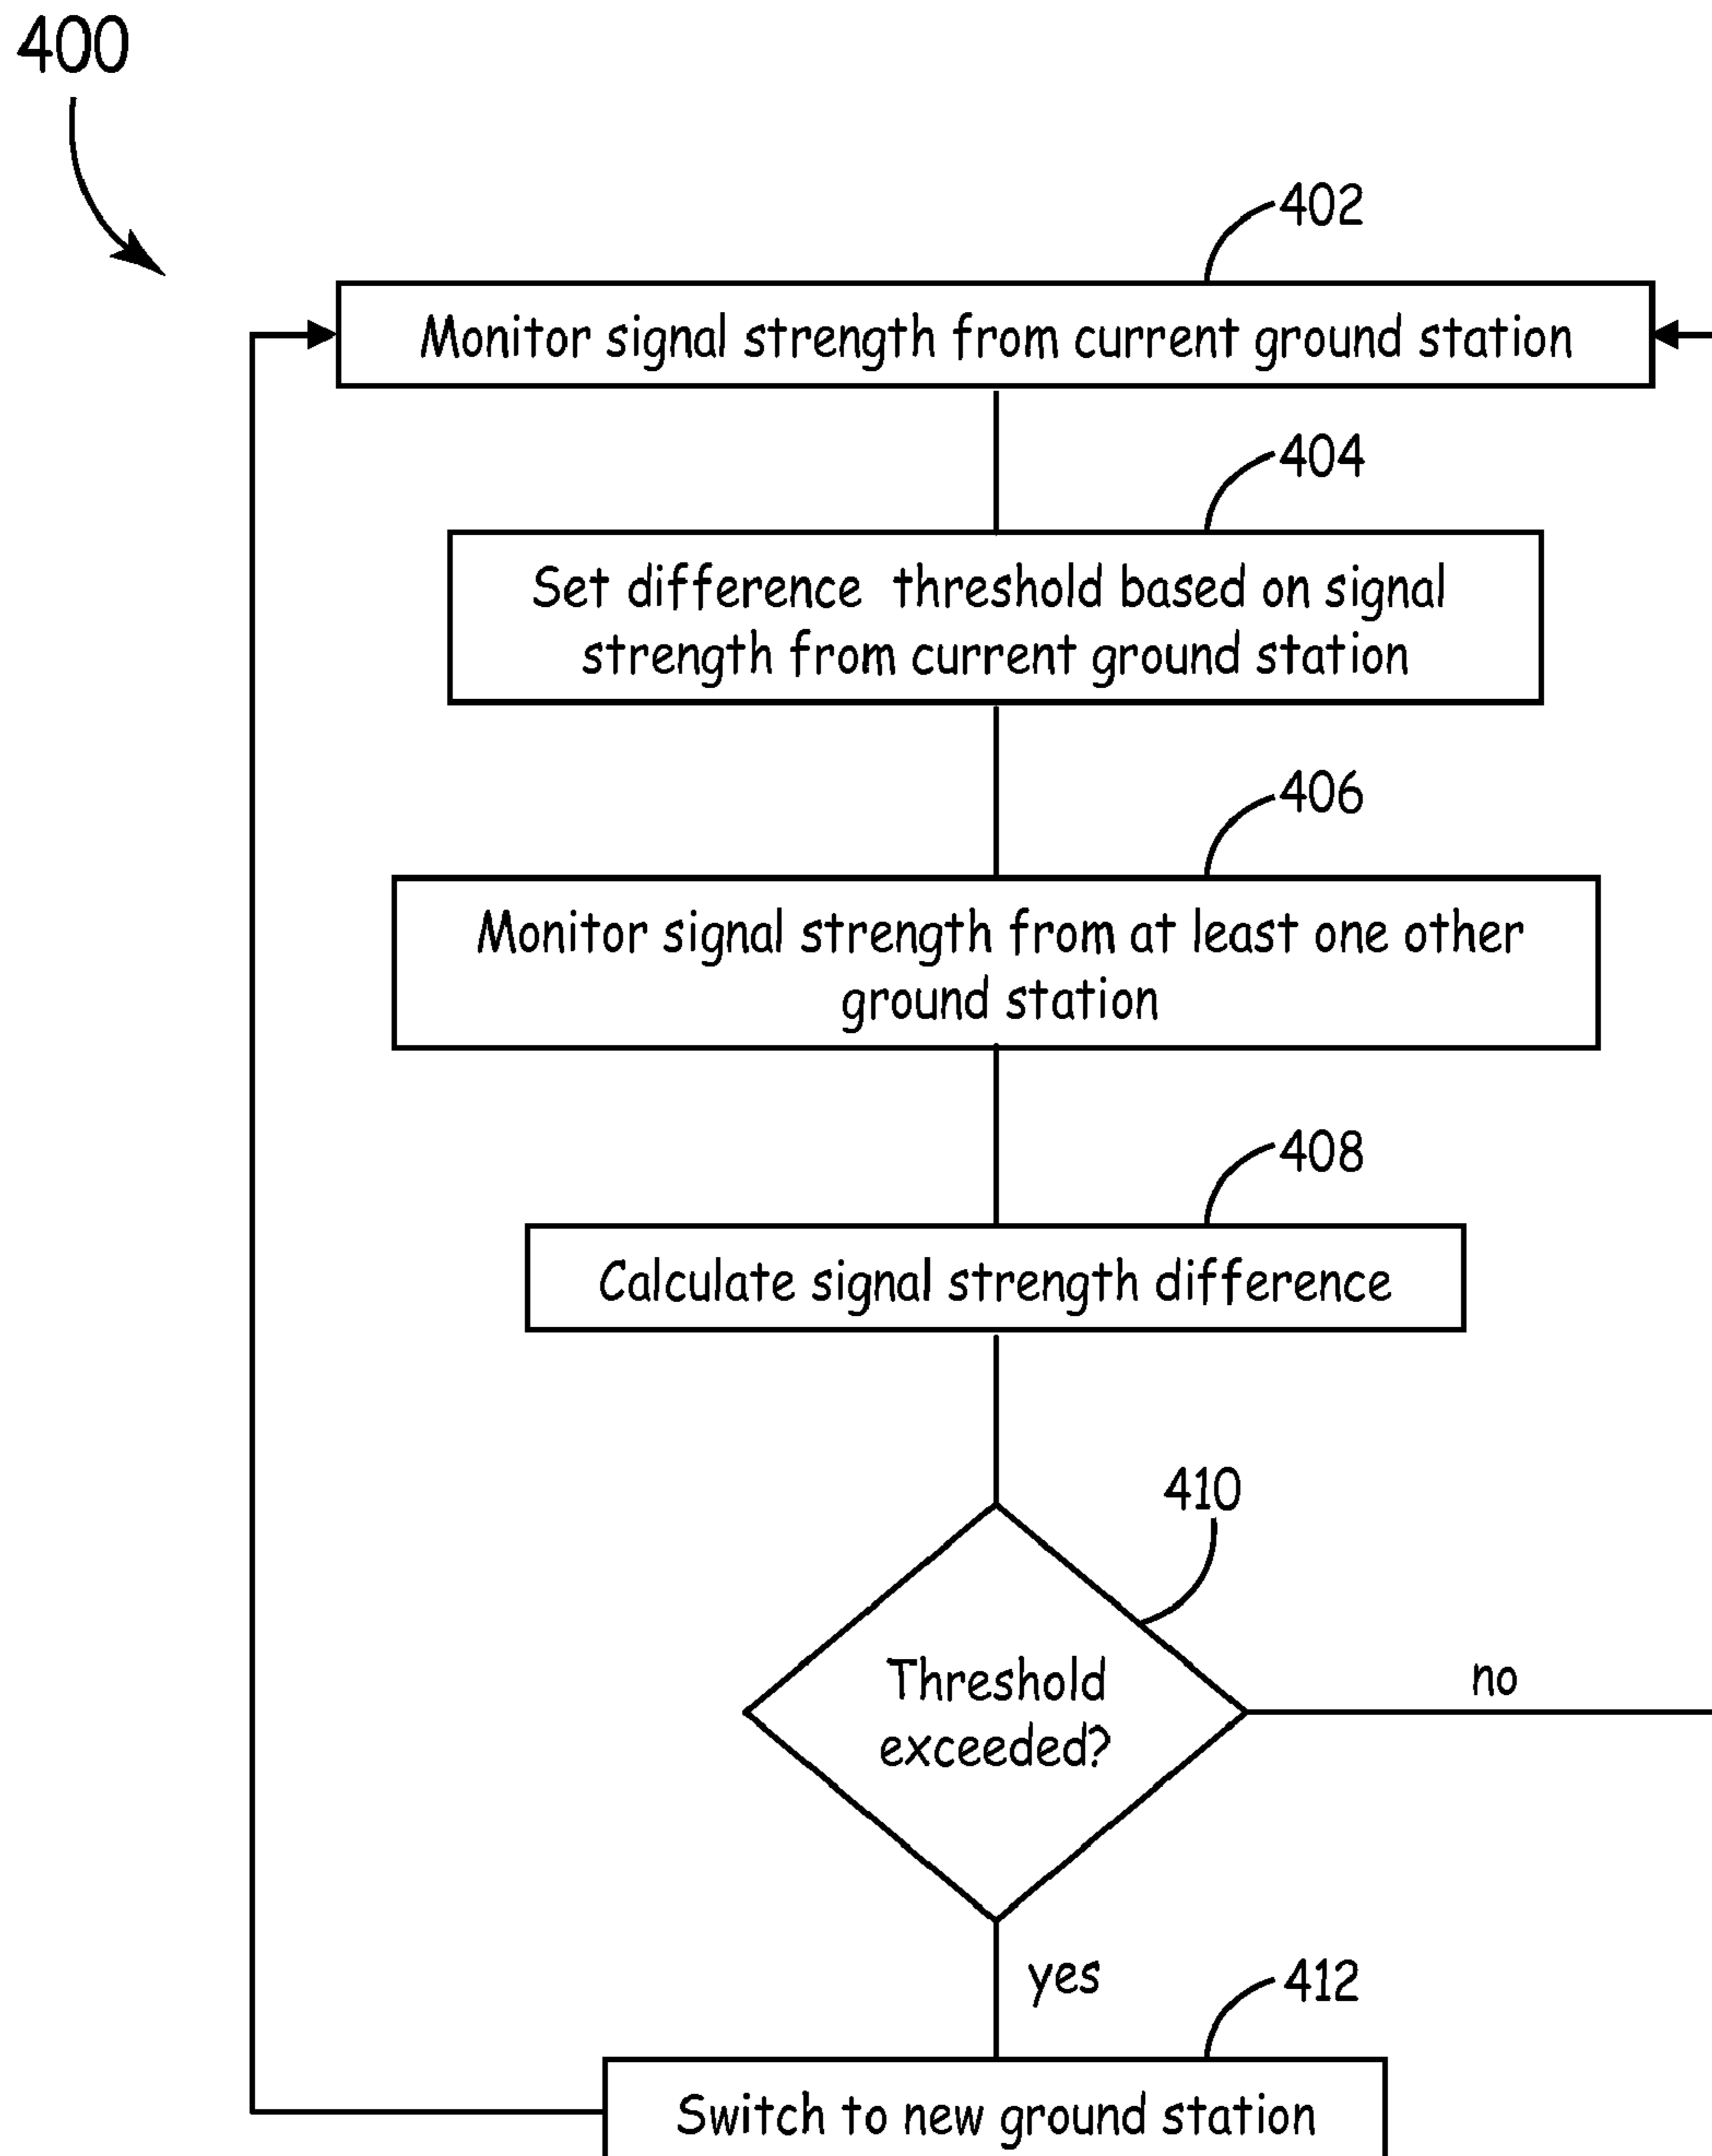 400
402
Monitor signal strength from current ground station
404
Set difference threshold based on signal
strength from current ground station
406
Monitor signal strength from at least one other
ground station
408
Calculate signal strength difference
410
Threshold
exceeded?
no
yes
412
Switch to new ground station